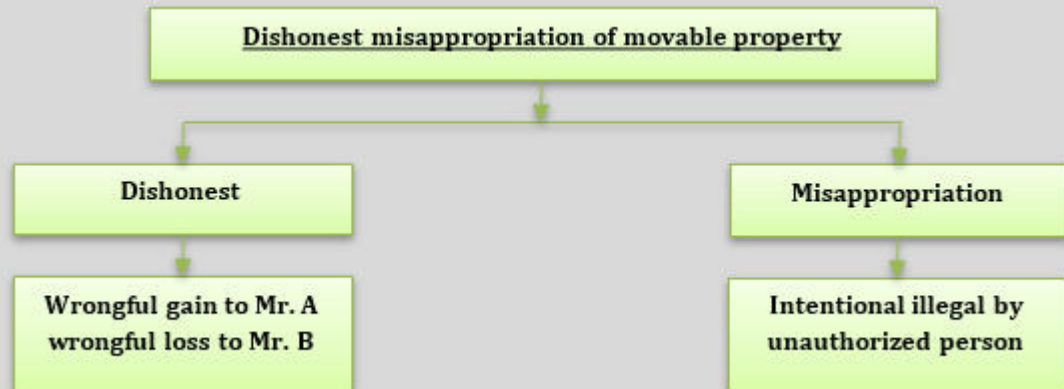 Dishonest misappropriation of movable property
Dishonest
Misappropriation
Wrongful gain to Mr. A
wrongful loss to Mr. B
Intentional illegal by
unauthorized person